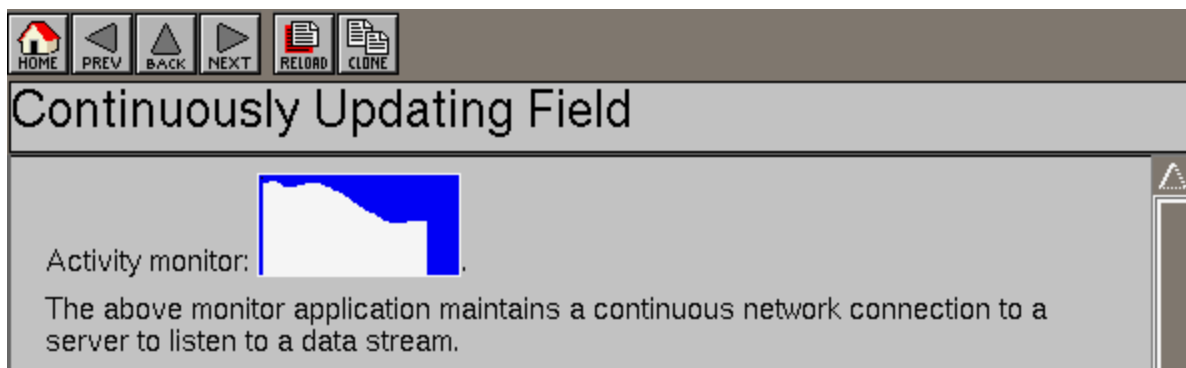 HOME PREV BACK NEXT RELOAD CLONE
Continuously Updating Field
Activity monitor: .
The above monitor application maintains a continuous network connection to a
server to listen to a data stream.